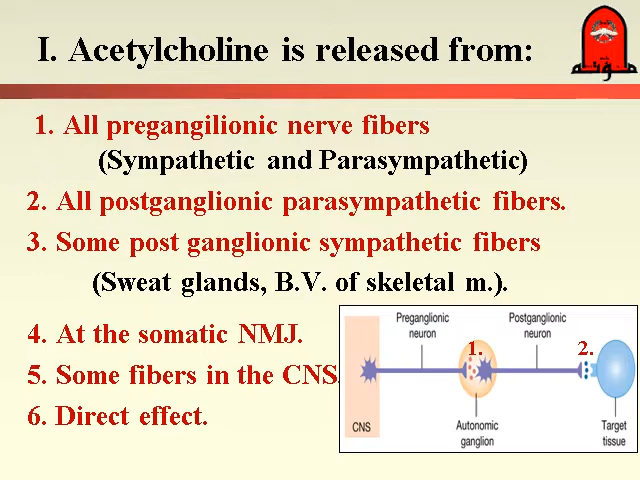 I. Acetylcholine is released from:
مؤتة
1. All pregangilionic nerve fibers
(Sympathetic and Parasympathetic)
2. All postganglionic parasympathetic fibers.
3. Some post ganglionic sympathetic fibers
(Sweat glands, B.V. of skeletal m.).
4. At the somatic NMJ.
5. Some fibers in the CNS.
6. Direct effect.
Preganglionic
neuron
Postganglionic
neuron
1.
2.
CNS
Autonomic
ganglion
Target
tissue